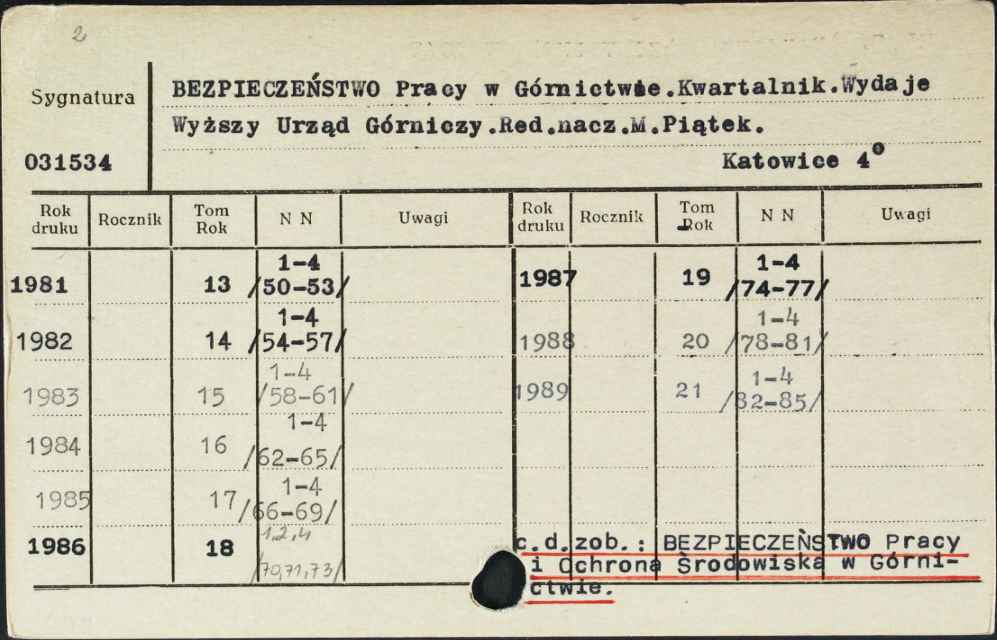 2
BEZPIECZEŃSTWO Pracy w Górnictwie.Kwartalnik.Wydaje
Sygnatura
Wyższy Urząd Górniczy.Red.nacz.M.Piątek.
031534 Katowice 4°
Rok druku Rocznik Tom Rok N N Uwagi Rok druku Rocznik Tom Rok N N Uwagi
1981 13 1-4 /50-53/ 1987 19 1-4 /74-77/
1982 14 1-4 /54-57/ 1988 20 1-4 /78-81/
1983 15 1-4 /58-61/ 1989 21 1-4 /82-85/
1984 16 1-4 /62-65/
1985 17 1-4 /66-69/
1986 18 1,2,4 /70,71,73/
c.d.zob.: BEZPIECZEŃSTWO Pracy
i Ochrona Środowiska w Górni-
ctwie.